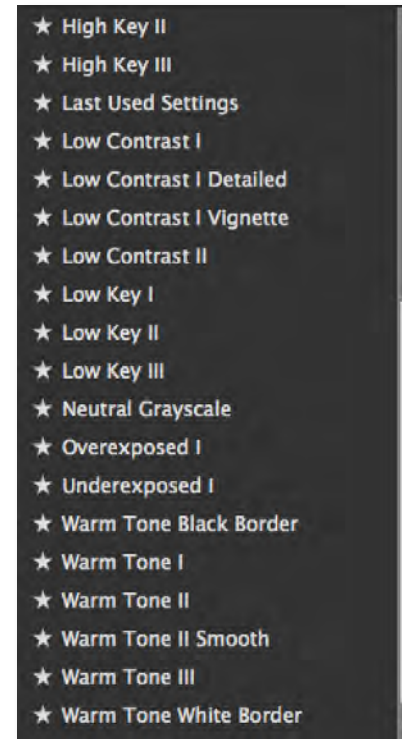 ★ High Key II
★ High Key III
★ Last Used Settings
★ Low Contrast I
★ Low Contrast I Detailed
★ Low Contrast I Vignette
★ Low Contrast II
★ Low Key I
★ Low Key II
★ Low Key III
★ Neutral Grayscale
★ Overexposed I
★ Underexposed I
★ Warm Tone Black Border
★ Warm Tone I
★ Warm Tone II
★ Warm Tone II Smooth
★ Warm Tone III
★ Warm Tone White Border